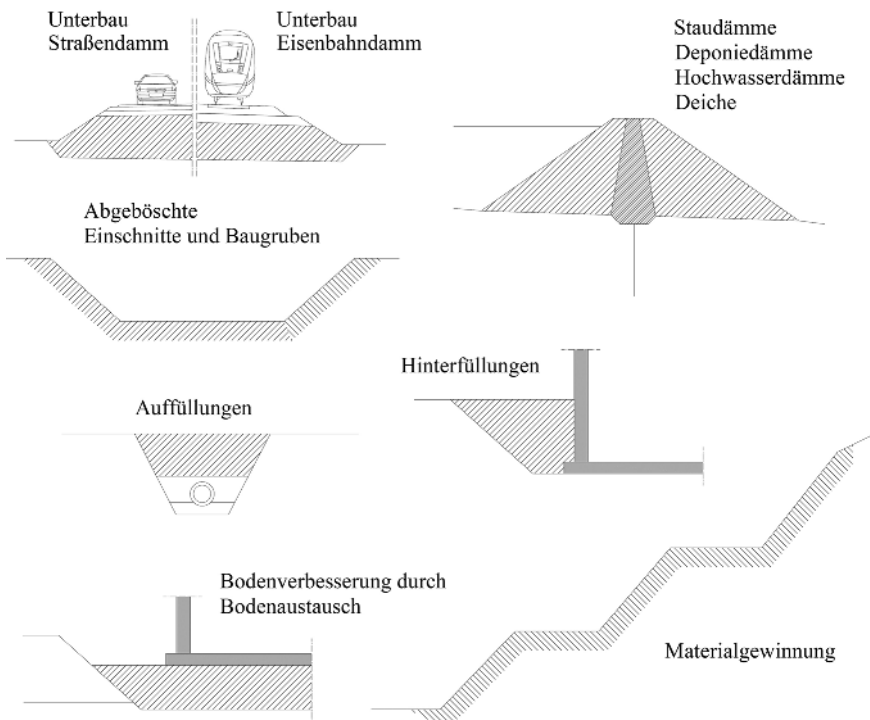 Unterbau
Straßendamm
Unterbau
Eisenbahndamm
Staudämme
Deponiedämme
Hochwasserdämme
Deiche
Abgeböschte
Einschnitte und Baugruben
Hinterfüllungen
Auffüllungen
Bodenverbesserung durch
Bodenaustausch
Materialgewinnung